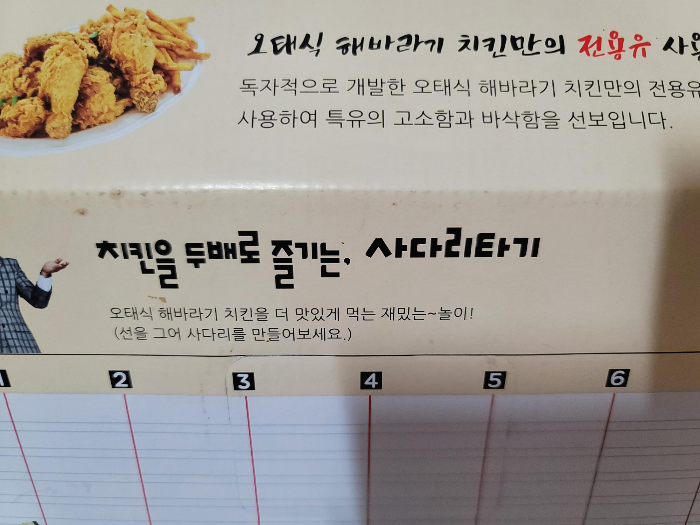 오태식 해바라기 치킨만의 전용유
독자적으로 개발한 오태식 해바라기 치킨만의 전용유
사용하여 특유의 고소함과 바삭함을 선보입니다.
치킨을 두배로 즐기는, 사다리타기
오태식 해바라기 치킨을 더 맛있게 먹는 재밌는~놀이!
(선을 그어 사다리를 만들어보세요.)
1 2 3 4 5 6